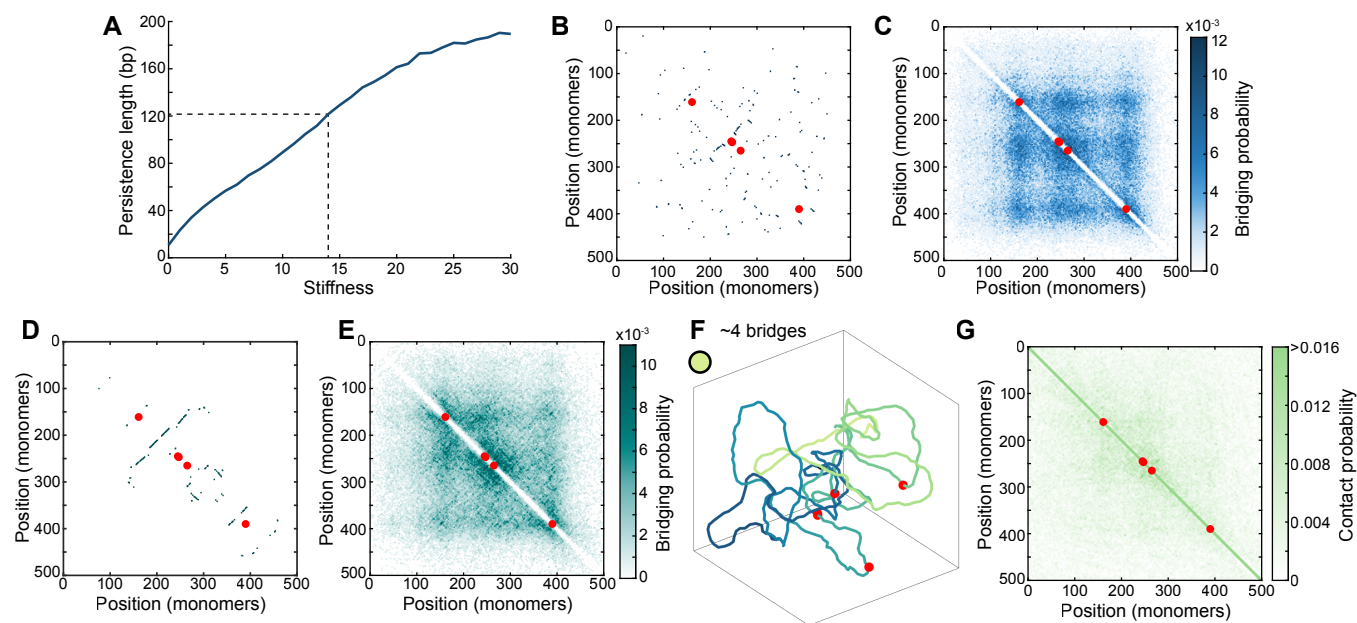 A
Persistence length (bp)
200
160
120
80
40
0
0 5 10 15 20 25 30
Stiffness
B
Position (monomers)
0
100
200
300
400
500
0 100 200 300 400 500
Position (monomers)
C
Position (monomers)
0
100
200
300
400
500
0 100 200 300 400 500
Position (monomers)
x10⁻³
12
10
8
6
4
2
0
Bridging probability
D
Position (monomers)
0
100
200
300
400
500
0 100 200 300 400 500
Position (monomers)
E
Position (monomers)
0
100
200
300
400
500
0 100 200 300 400 500
Position (monomers)
x10⁻³
10
8
6
4
2
0
Bridging probability
F ~4 bridges
G
Position (monomers)
0
100
200
300
400
500
0 100 200 300 400 500
Position (monomers)
>0.016
0.012
0.008
0.004
0
Contact probability